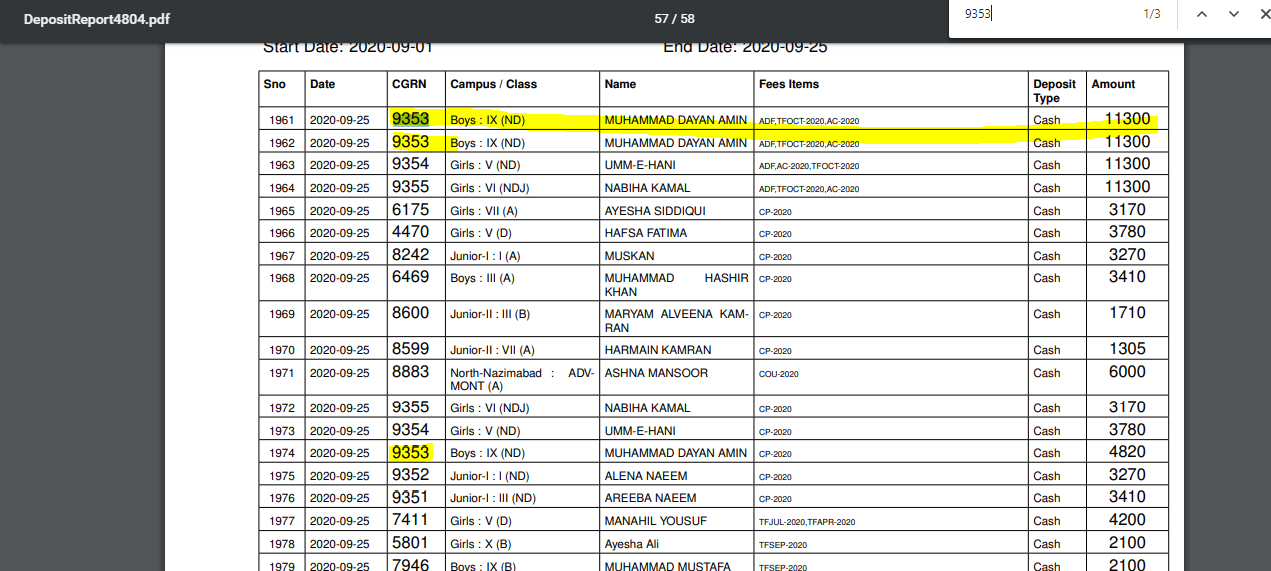 DepositReport4804.pdf
57 / 58
9353
1/3
Start Date: 2020-09-01 End Date: 2020-09-25
Sno Date CGRN Campus / Class Name Fees Items Deposit Type Amount
1961 2020-09-25 9353 Boys : IX (ND) MUHAMMAD DAYAN AMIN ADF,TFOCT-2020,AC-2020 Cash 11300
1962 2020-09-25 9353 Boys : IX (ND) MUHAMMAD DAYAN AMIN ADF,TFOCT-2020,AC-2020 Cash 11300
1963 2020-09-25 9354 Girls : V (ND) UMM-E-HANI ADF,AC-2020,TFOCT-2020 Cash 11300
1964 2020-09-25 9355 Girls : VI (NDJ) NABIHA KAMAL ADF,TFOCT-2020,AC-2020 Cash 11300
1965 2020-09-25 6175 Girls : VII (A) AYESHA SIDDIQUI CP-2020 Cash 3170
1966 2020-09-25 4470 Girls : V (D) HAFSA FATIMA CP-2020 Cash 3780
1967 2020-09-25 8242 Junior-I : I (A) MUSKAN CP-2020 Cash 3270
1968 2020-09-25 6469 Boys : III (A) MUHAMMAD HASHIR CP-2020 Cash 3410
KHAN
1969 2020-09-25 8600 Junior-II : III (B) MARYAM ALVEENA KAM- CP-2020 Cash 1710
RAN
1970 2020-09-25 8599 Junior-II : VII (A) HARMAIN KAMRAN CP-2020 Cash 1305
1971 2020-09-25 8883 North-Nazimabad : ADV- ASHNA MANSOOR COU-2020 Cash 6000
MONT (A)
1972 2020-09-25 9355 Girls : VI (NDJ) NABIHA KAMAL CP-2020 Cash 3170
1973 2020-09-25 9354 Girls : V (ND) UMM-E-HANI CP-2020 Cash 3780
1974 2020-09-25 9353 Boys : IX (ND) MUHAMMAD DAYAN AMIN CP-2020 Cash 4820
1975 2020-09-25 9352 Junior-I : I (ND) ALENA NAEEM CP-2020 Cash 3270
1976 2020-09-25 9351 Junior-I : III (ND) AREEBA NAEEM CP-2020 Cash 3410
1977 2020-09-25 7411 Girls : V (D) MANAHIL YOUSUF TFJUL-2020,TFAPR-2020 Cash 4200
1978 2020-09-25 5801 Girls : X (B) Ayesha Ali TFSEP-2020 Cash 2100
1979 2020-09-25 7946 Boys : IX (B) MUHAMMAD MUSTAFA TFSEP-2020 Cash 2100